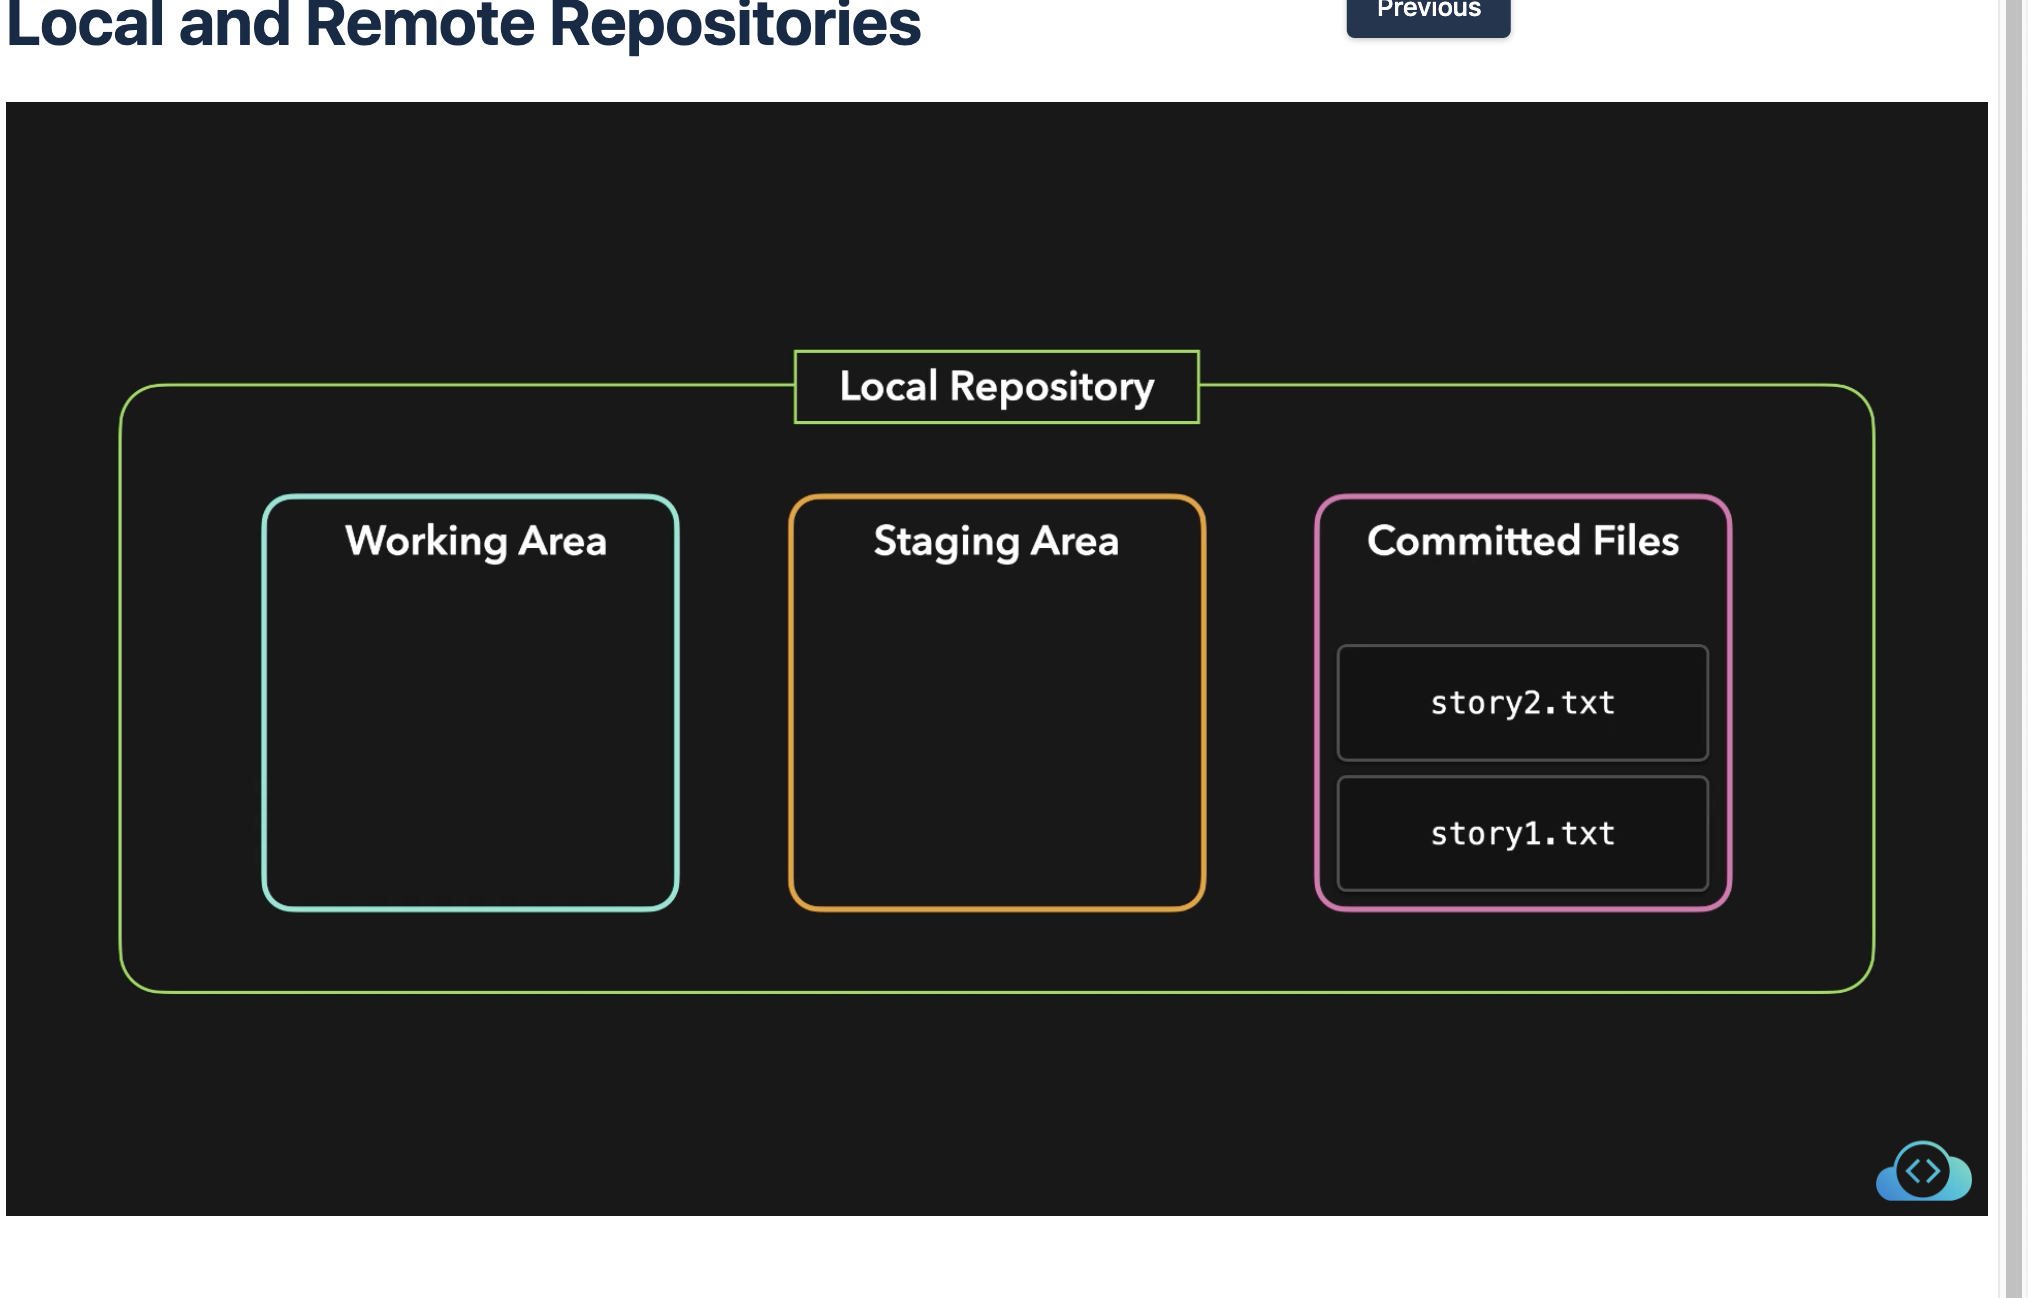 Local and Remote Repositories
Previous
Local Repository
Working Area
Staging Area
Committed Files
story2.txt
story1.txt